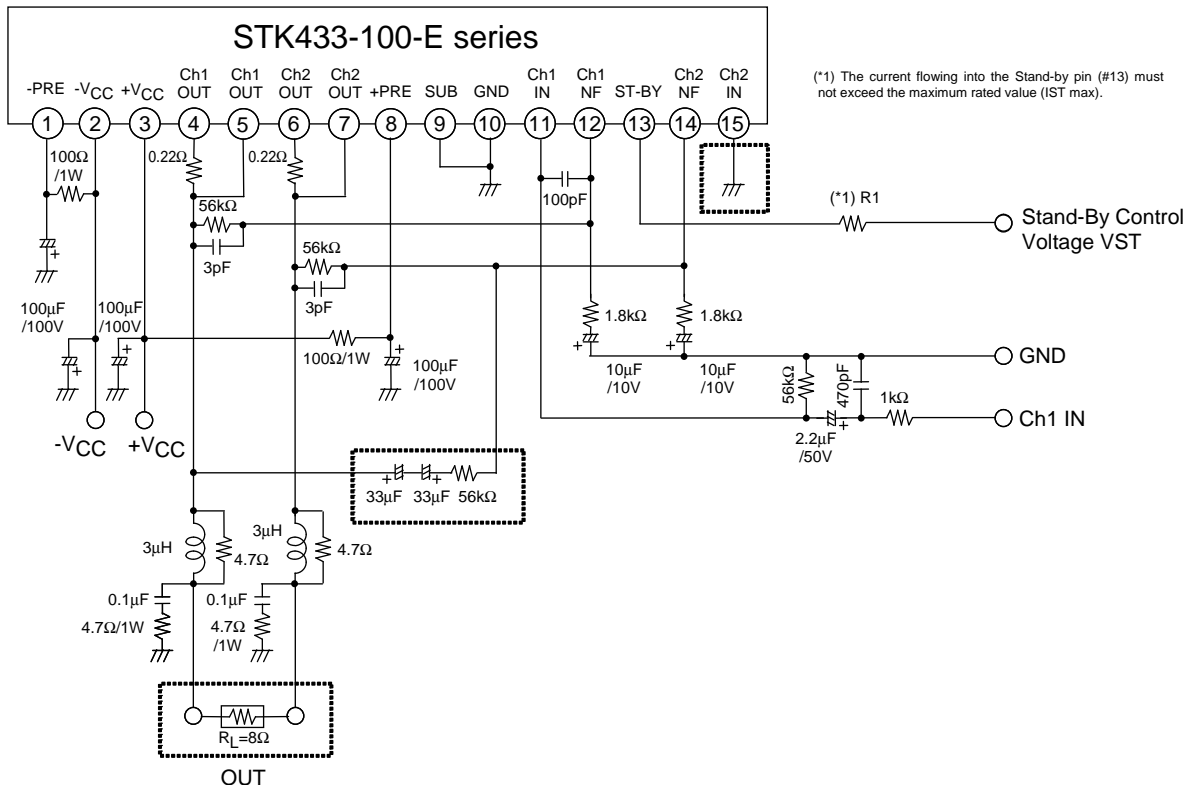 STK433-100-E series
-PRE -VCC +VCC Ch1 OUT Ch1 OUT Ch2 OUT Ch2 OUT +PRE SUB GND Ch1 IN Ch1 NF ST-BY Ch2 NF Ch2 IN
1 2 3 4 5 6 7 8 9 10 11 12 13 14 15
(*1) The current flowing into the Stand-by pin (#13) must
not exceed the maximum rated value (IST max).
100Ω
/1W
0.22Ω
0.22Ω
100pF
56kΩ
3pF
56kΩ
3pF
(*1) R1
Stand-By Control
Voltage VST
+
100μF
/100V
+
100μF
/100V
+
100Ω/1W
+
100μF
/100V
1.8kΩ
+
10μF
/10V
1.8kΩ
+
10μF
/10V
GND
56kΩ
470pF
1kΩ
+
2.2μF
/50V
Ch1 IN
-VCC
+VCC
+ +
33μF 33μF 56kΩ
3μH
4.7Ω
3μH
4.7Ω
0.1μF
4.7Ω/1W
0.1μF
4.7Ω
/1W
RL=8Ω
OUT